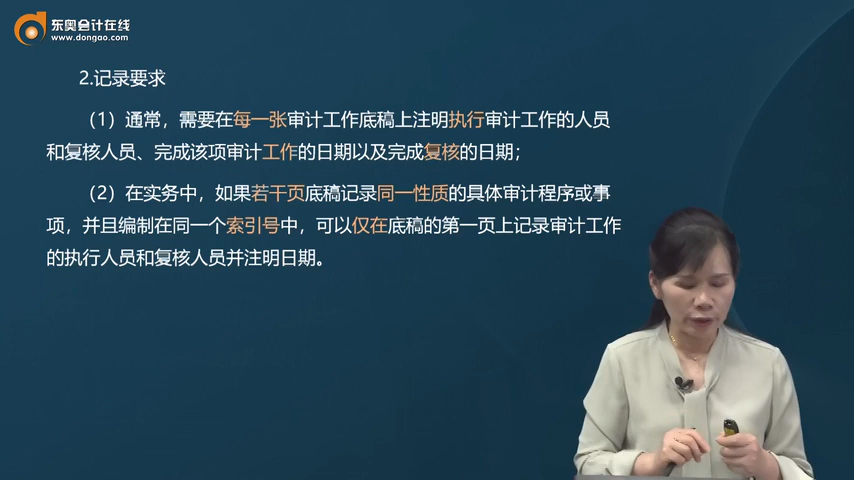 东奥会计在线
www.dongao.com
2.记录要求
（1）通常，需要在每一张审计工作底稿上注明执行审计工作的人员
和复核人员、完成该项审计工作的日期以及完成复核的日期；
（2）在实务中，如果若干页底稿记录同一性质的具体审计程序或事
项，并且编制在同一个索引号中，可以仅在底稿的第一页上记录审计工作
的执行人员和复核人员并注明日期。